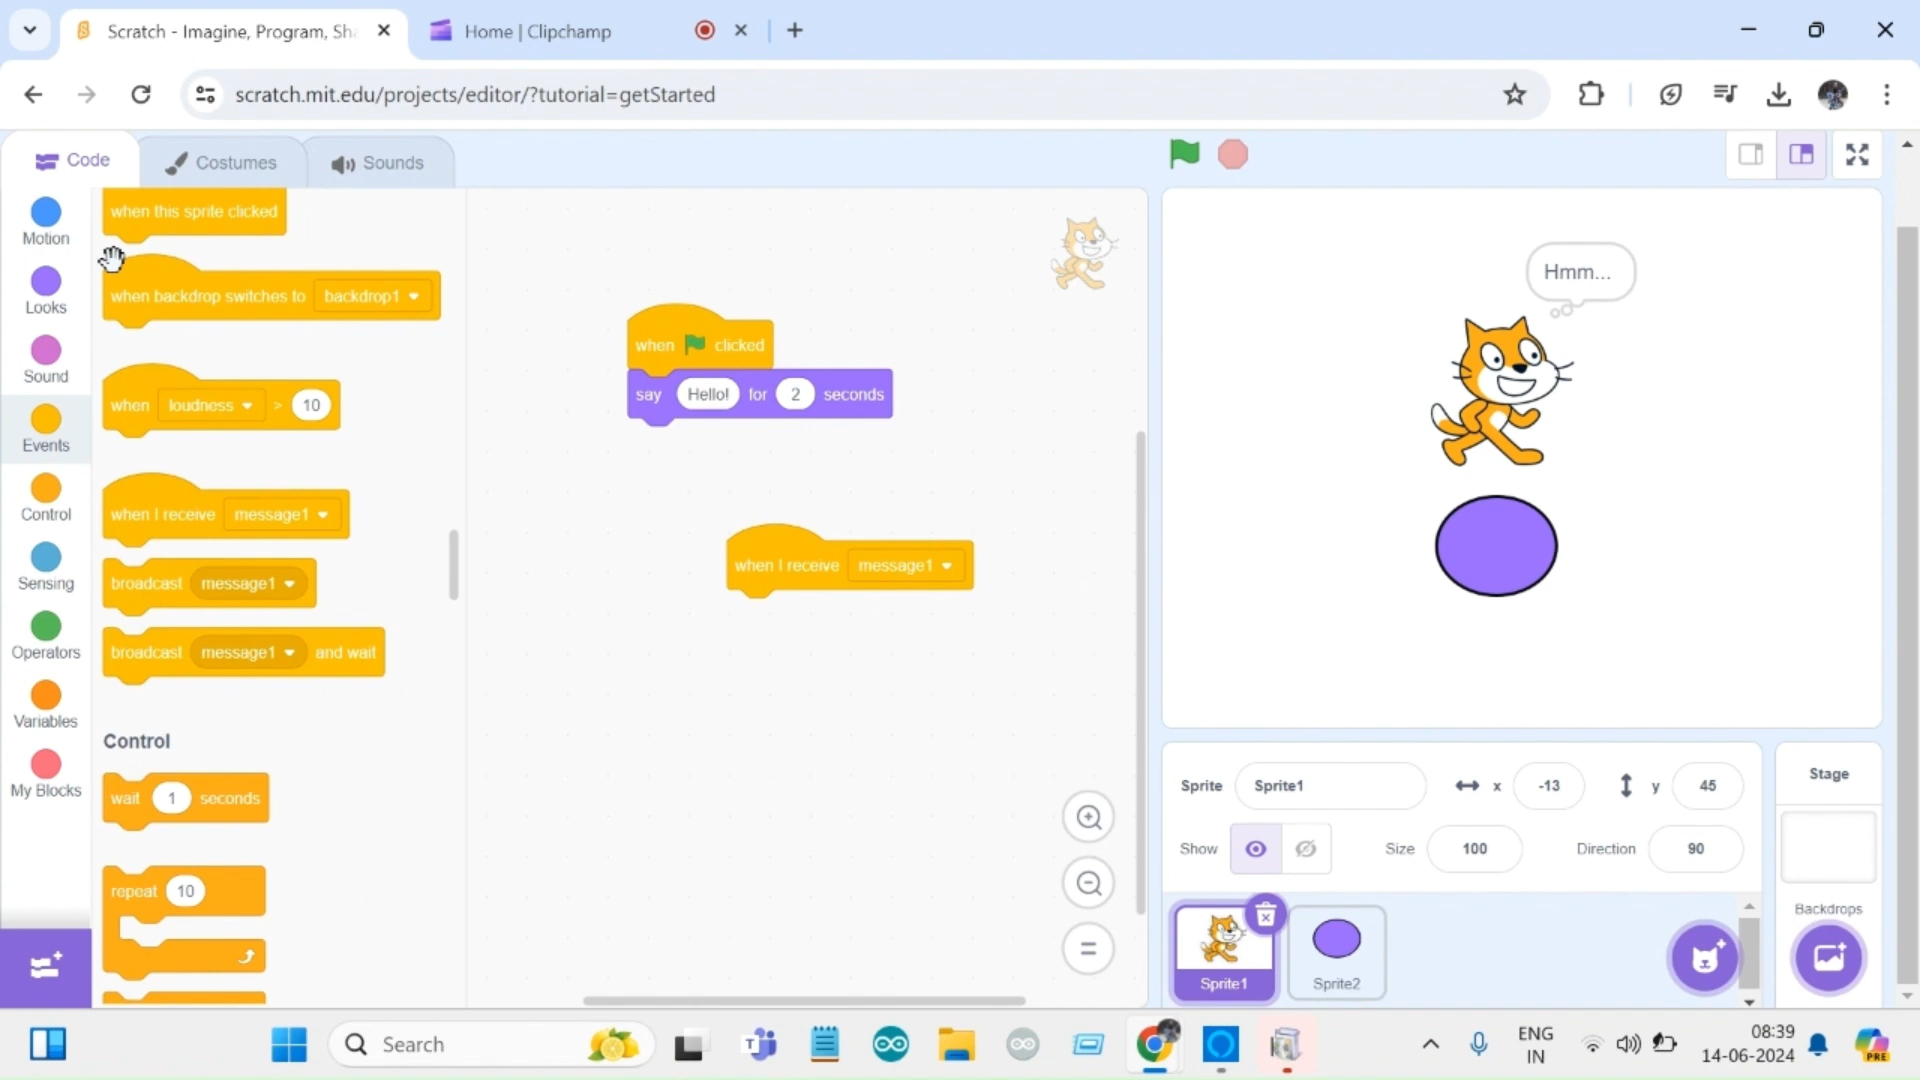 Scratch - Imagine, Program, Sha
Home | Clipchamp
scratch.mit.edu/projects/editor/?tutorial=getStarted
Code
Costumes
Sounds
Motion
Looks
Sound
Events
Control
Sensing
Operators
Variables
My Blocks
when this sprite clicked
when backdrop switches to backdrop1
when loudness > 10
when I receive message1
broadcast message1
broadcast message1 and wait
Control
wait 1 seconds
repeat 10
when clicked
say Hello! for 2 seconds
when I receive message1
Hmm...
Sprite Sprite1 x -13 y 45
Show Size 100 Direction 90
Sprite1
Sprite2
Stage
Backdrops
Search
ENG
IN
08:39
14-06-2024
PRE